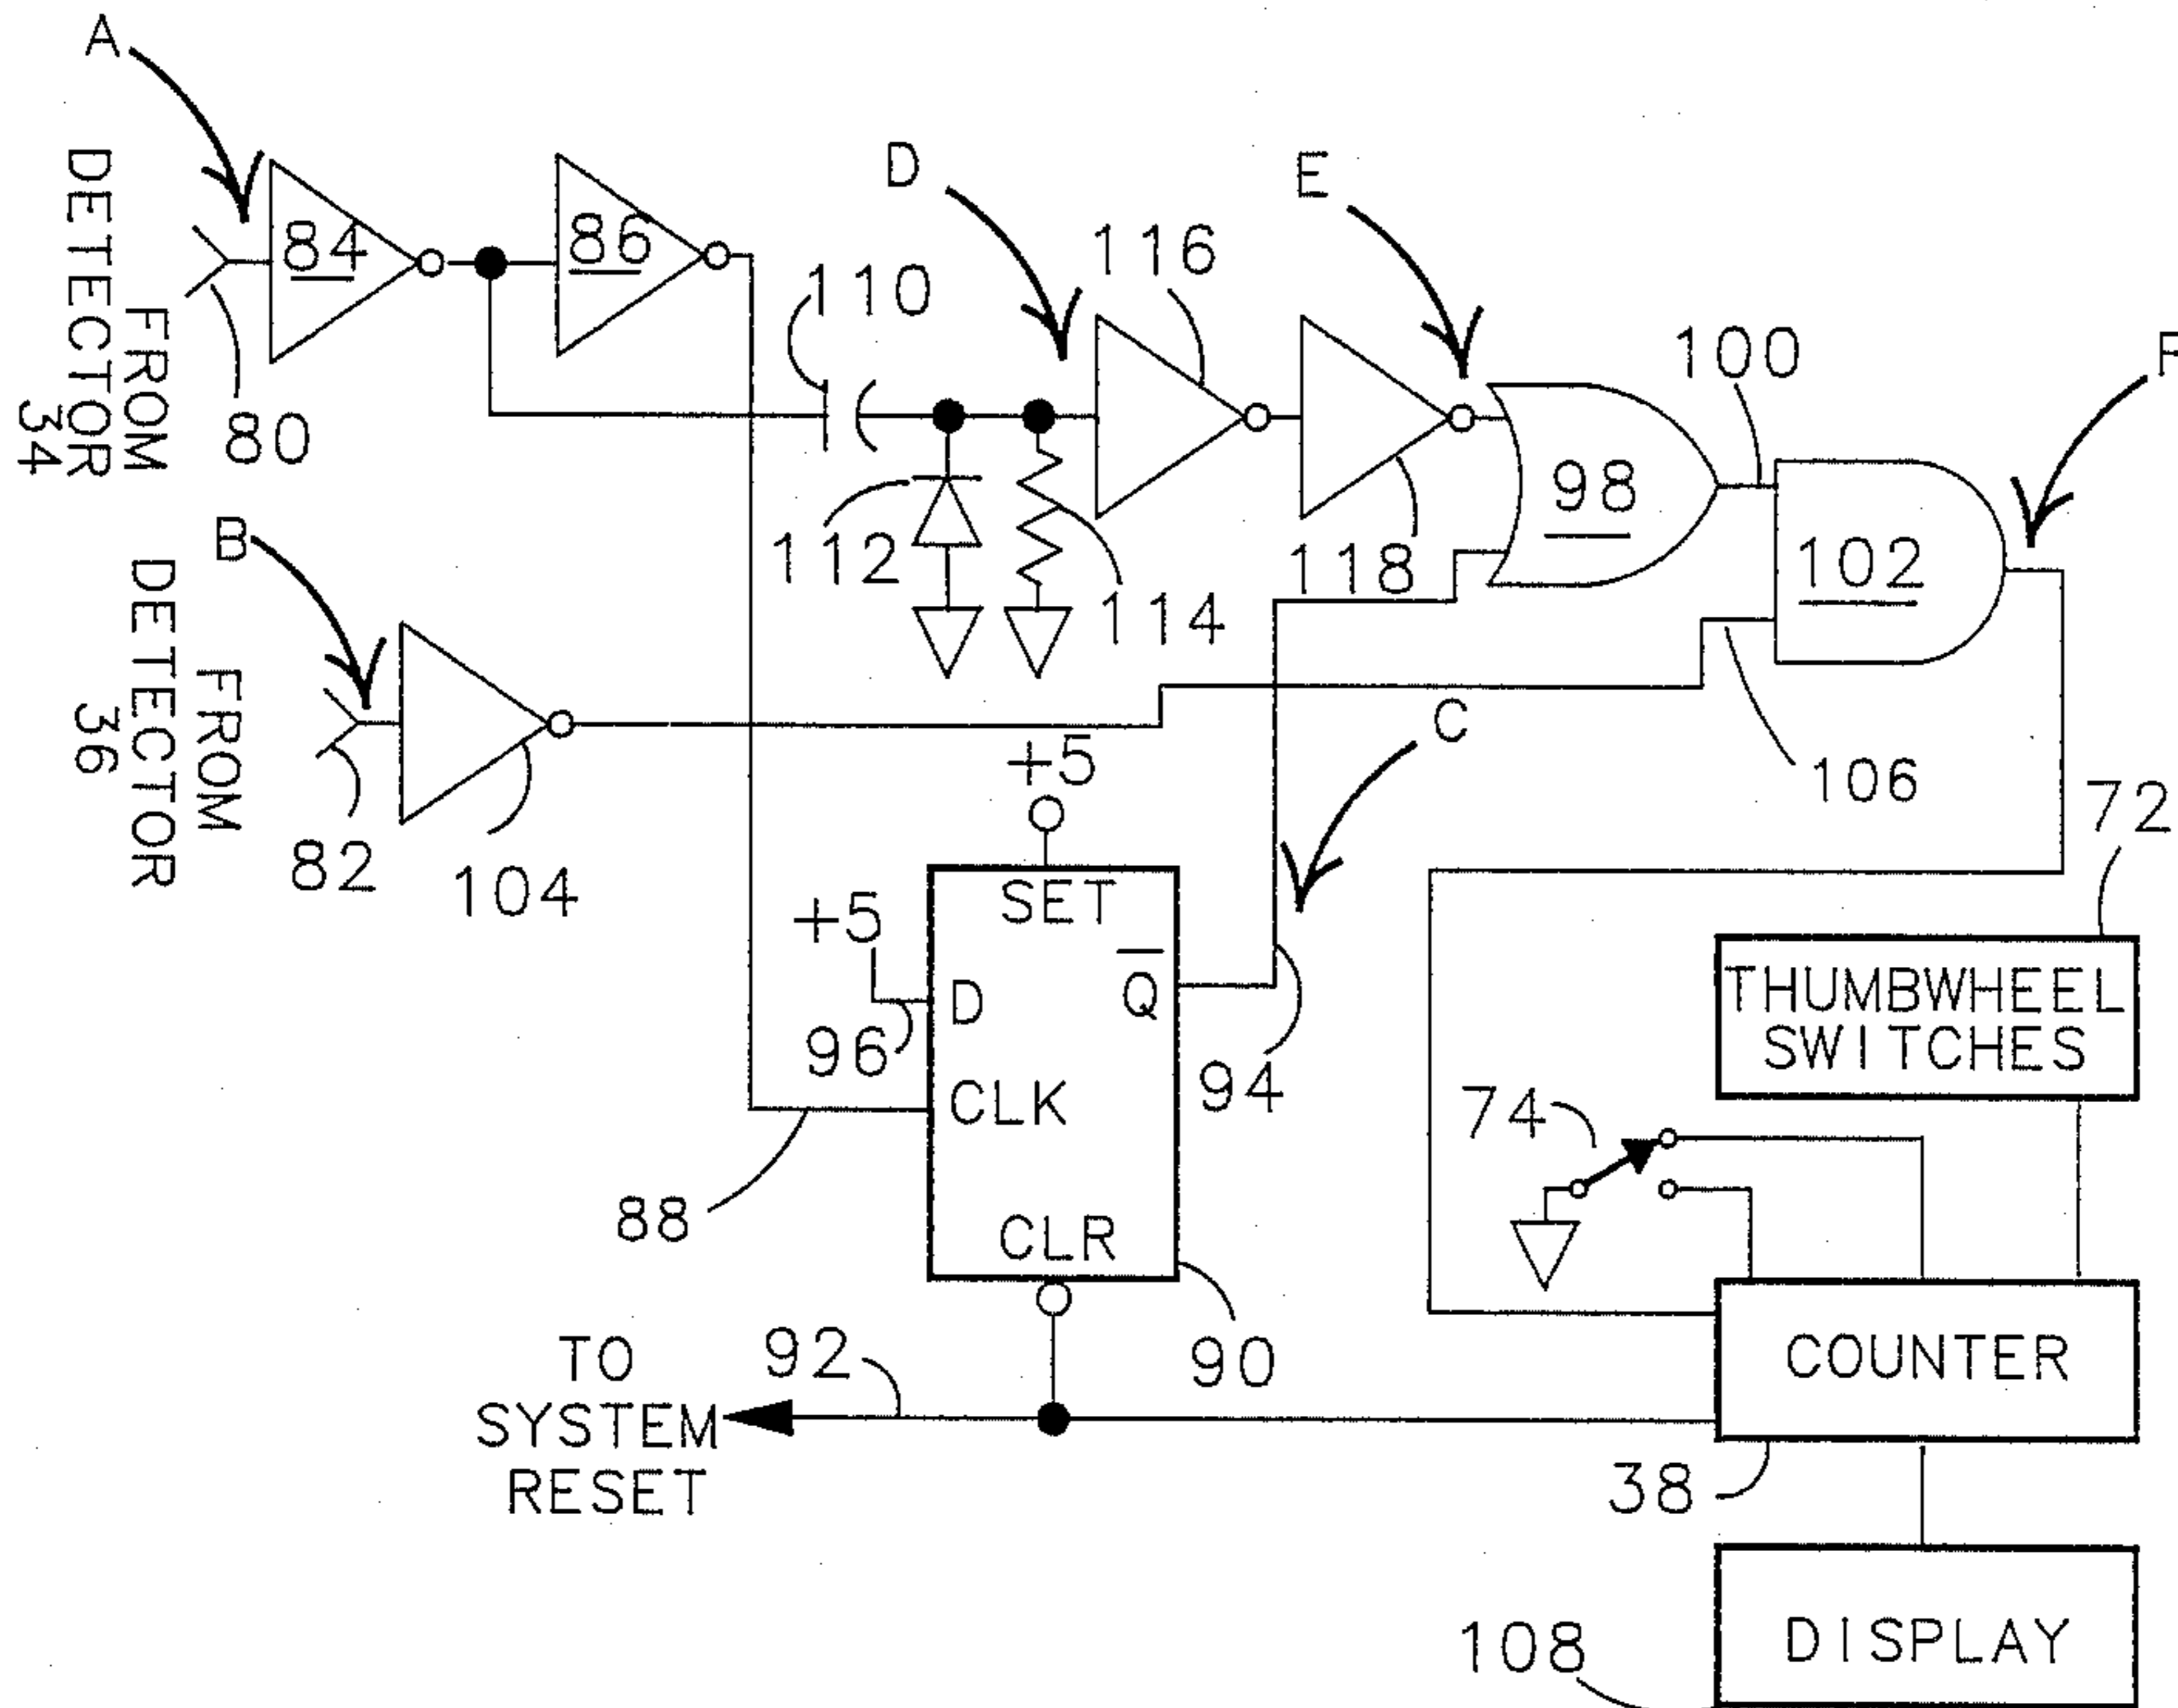 A
D
E
F
84
86
110
116
100
FROM
DETECTOR
34
80
98
102
112
114
118
B
FROM
DETECTOR
36
82
104
C
106
72
+5
SET
+5
D
Q̅
96
CLK
94
88
CLR
90
THUMBWHEEL
SWITCHES
74
TO
SYSTEM
RESET
92
COUNTER
38
DISPLAY
108